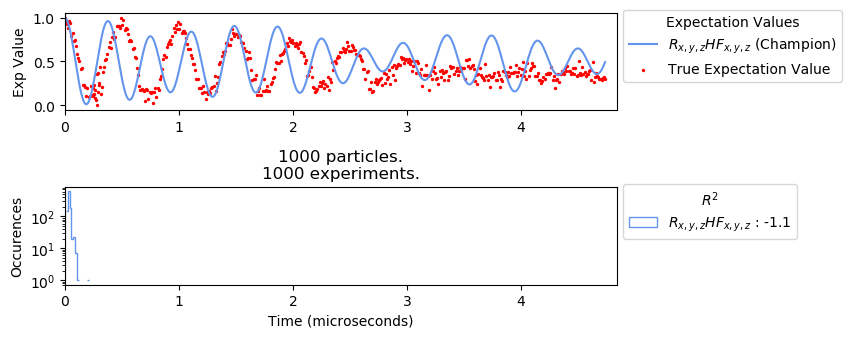 Expectation Values
R_{x,y,z}HF_{x,y,z} (Champion)
True Expectation Value
Exp Value
1.0
0.5
0.0
0 1 2 3 4
1000 particles.
1000 experiments.
R^2
R_{x,y,z}HF_{x,y,z} : -1.1
Occurences
10^2
10^1
10^0
0 1 2 3 4
Time (microseconds)